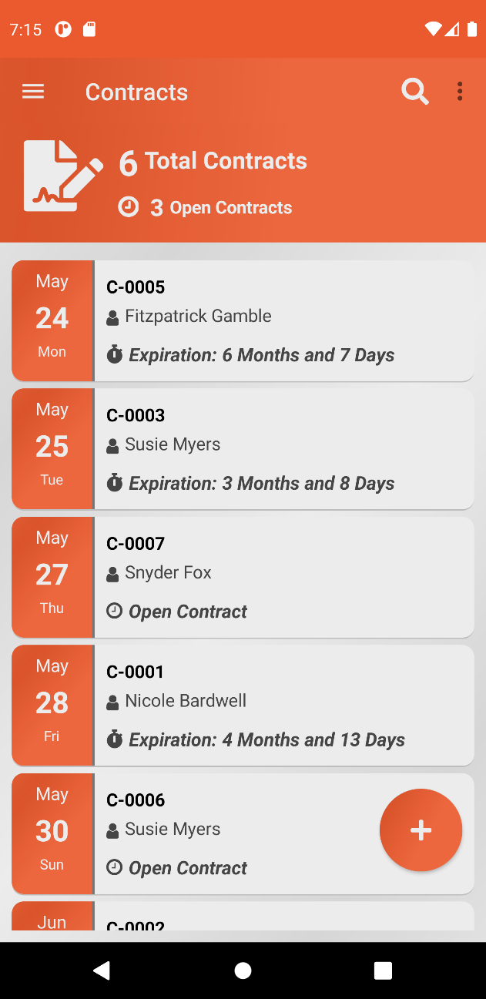 7:15
Contracts
6 Total Contracts
3 Open Contracts
May
24
Mon
C-0005
Fitzpatrick Gamble
Expiration: 6 Months and 7 Days
May
25
Tue
C-0003
Susie Myers
Expiration: 3 Months and 8 Days
May
27
Thu
C-0007
Snyder Fox
Open Contract
May
28
Fri
C-0001
Nicole Bardwell
Expiration: 4 Months and 13 Days
May
30
Sun
C-0006
Susie Myers
Open Contract
Jun
C-0002